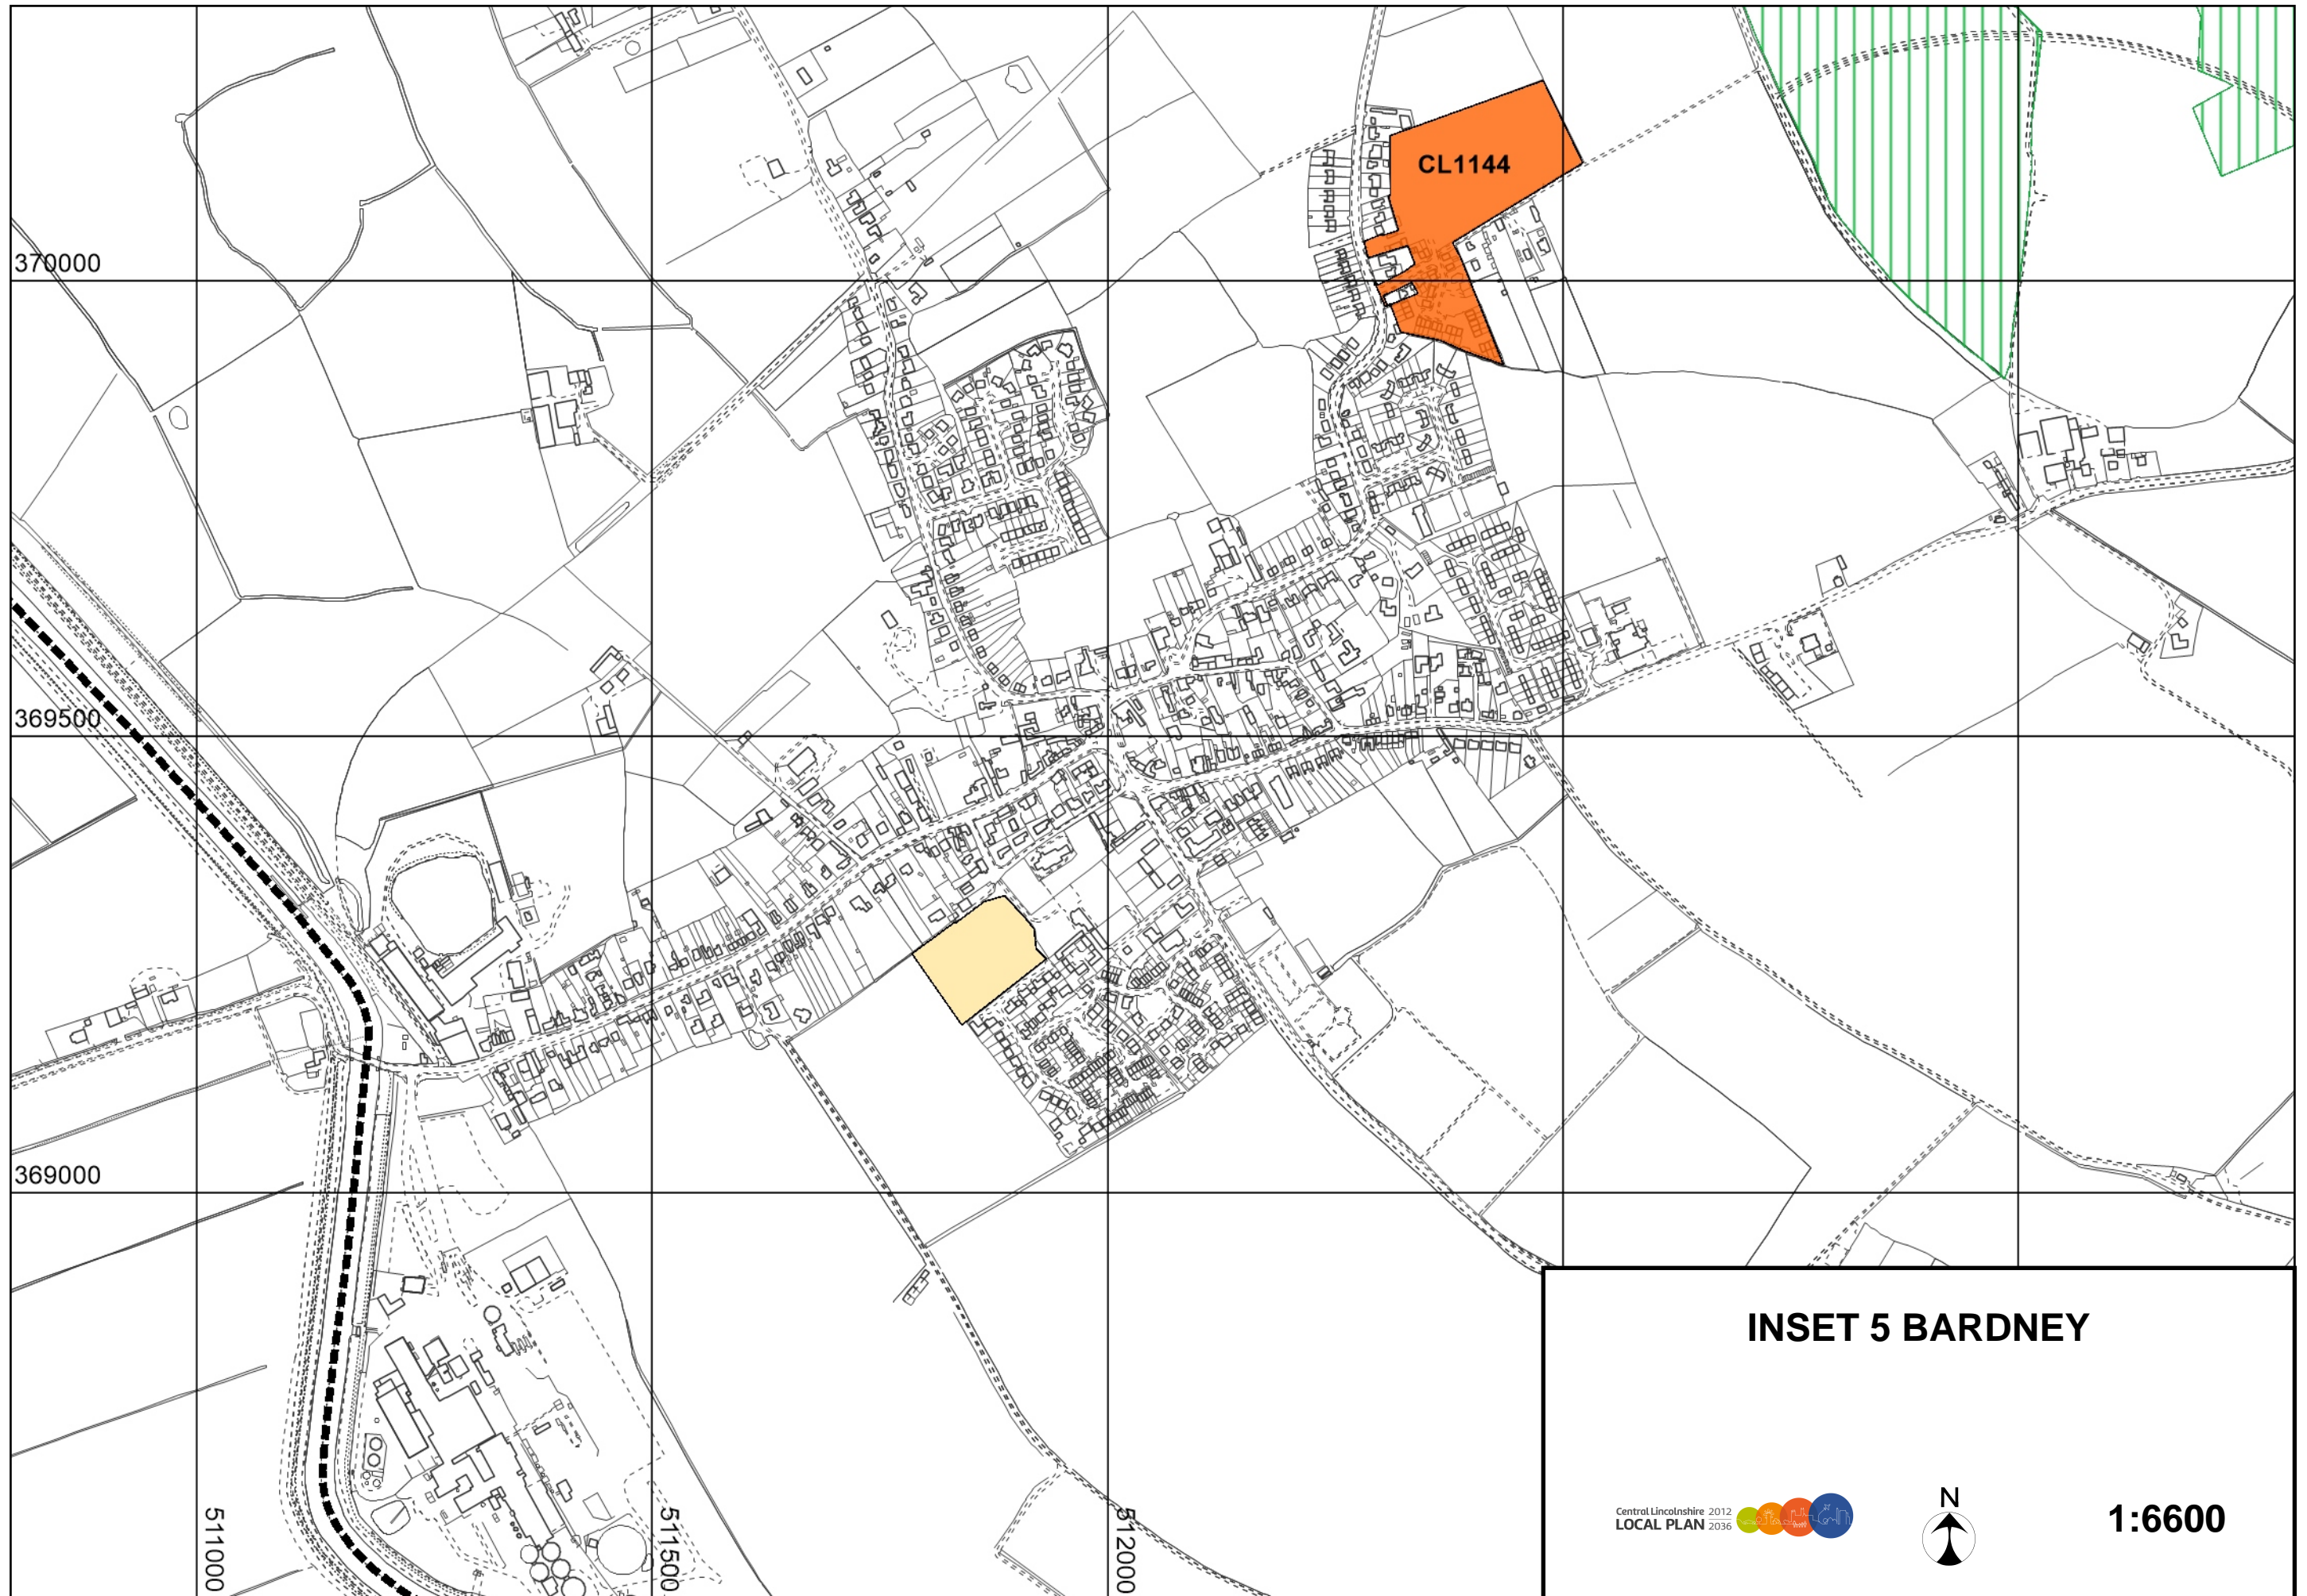 CL1144
370000
369500
369000
511000
511500
512000
INSET 5 BARDNEY
Central Lincolnshire 2012
LOCAL PLAN 2036
N
1:6600